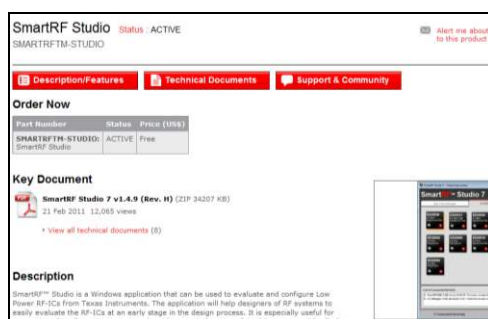 SmartRF Studio Status : ACTIVE
SMARTRFTM-STUDIO
Alert me about
to this product
Description/Features Technical Documents Support & Community
Order Now
Part Number Status Price (US$)
SMARTRFTM-STUDIO: ACTIVE Free
SmartRF Studio
Key Document
SmartRF Studio 7 v1.4.9 (Rev. H) (ZIP 34207 KB)
21 Feb 2011 12,065 views
View all technical documents (8)
SmartRF Studio 7
Description
SmartRF™ Studio is a Windows application that can be used to evaluate and configure Low
Power RF-ICs from Texas Instruments. The application will help designers of RF systems to
easily evaluate the RF-ICs at an early stage in the design process. It is especially useful for